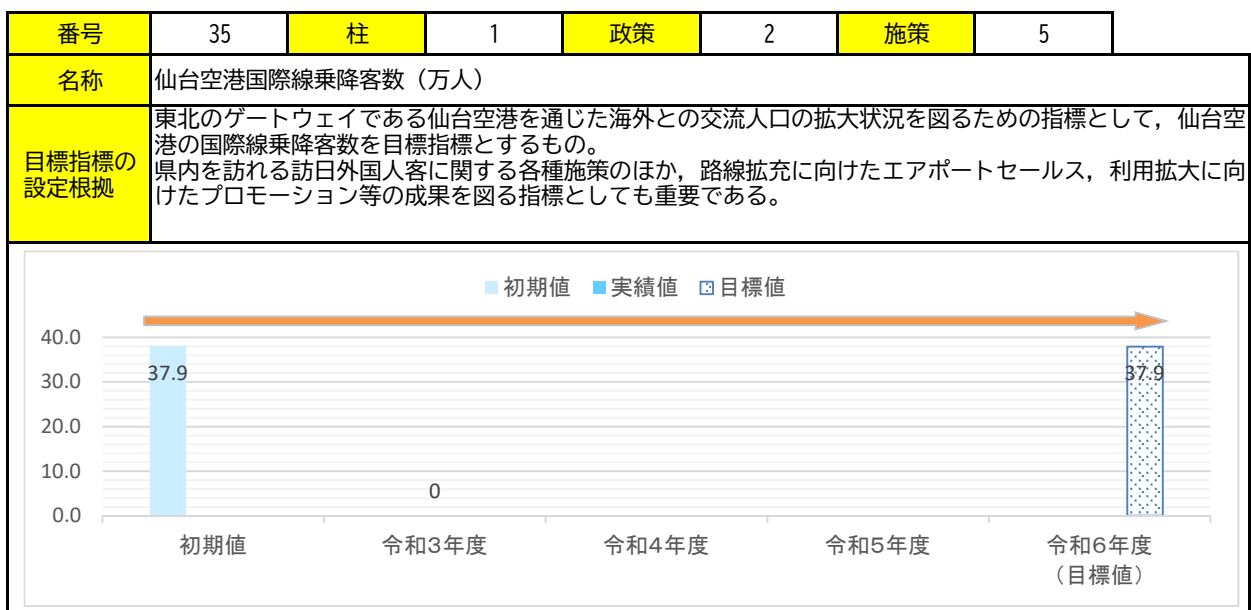 番号 35 柱 1 政策 2 施策 5
名称 仙台空港国際線乗降客数（万人）
目標指標の
設定根拠
東北のゲートウェイである仙台空港を通じた海外との交流人口の拡大状況を図るための指標として，仙台空
港の国際線乗降客数を目標指標とするもの。
県内を訪れる訪日外国人客に関する各種施策のほか，路線拡充に向けたエアポートセールス，利用拡大に向
けたプロモーション等の成果を図る指標としても重要である。
初期値 実績値 目標値
40.0
30.0
20.0
10.0
0.0
37.9
0
37.9
初期値
令和3年度
令和4年度
令和5年度
令和6年度
（目標値）